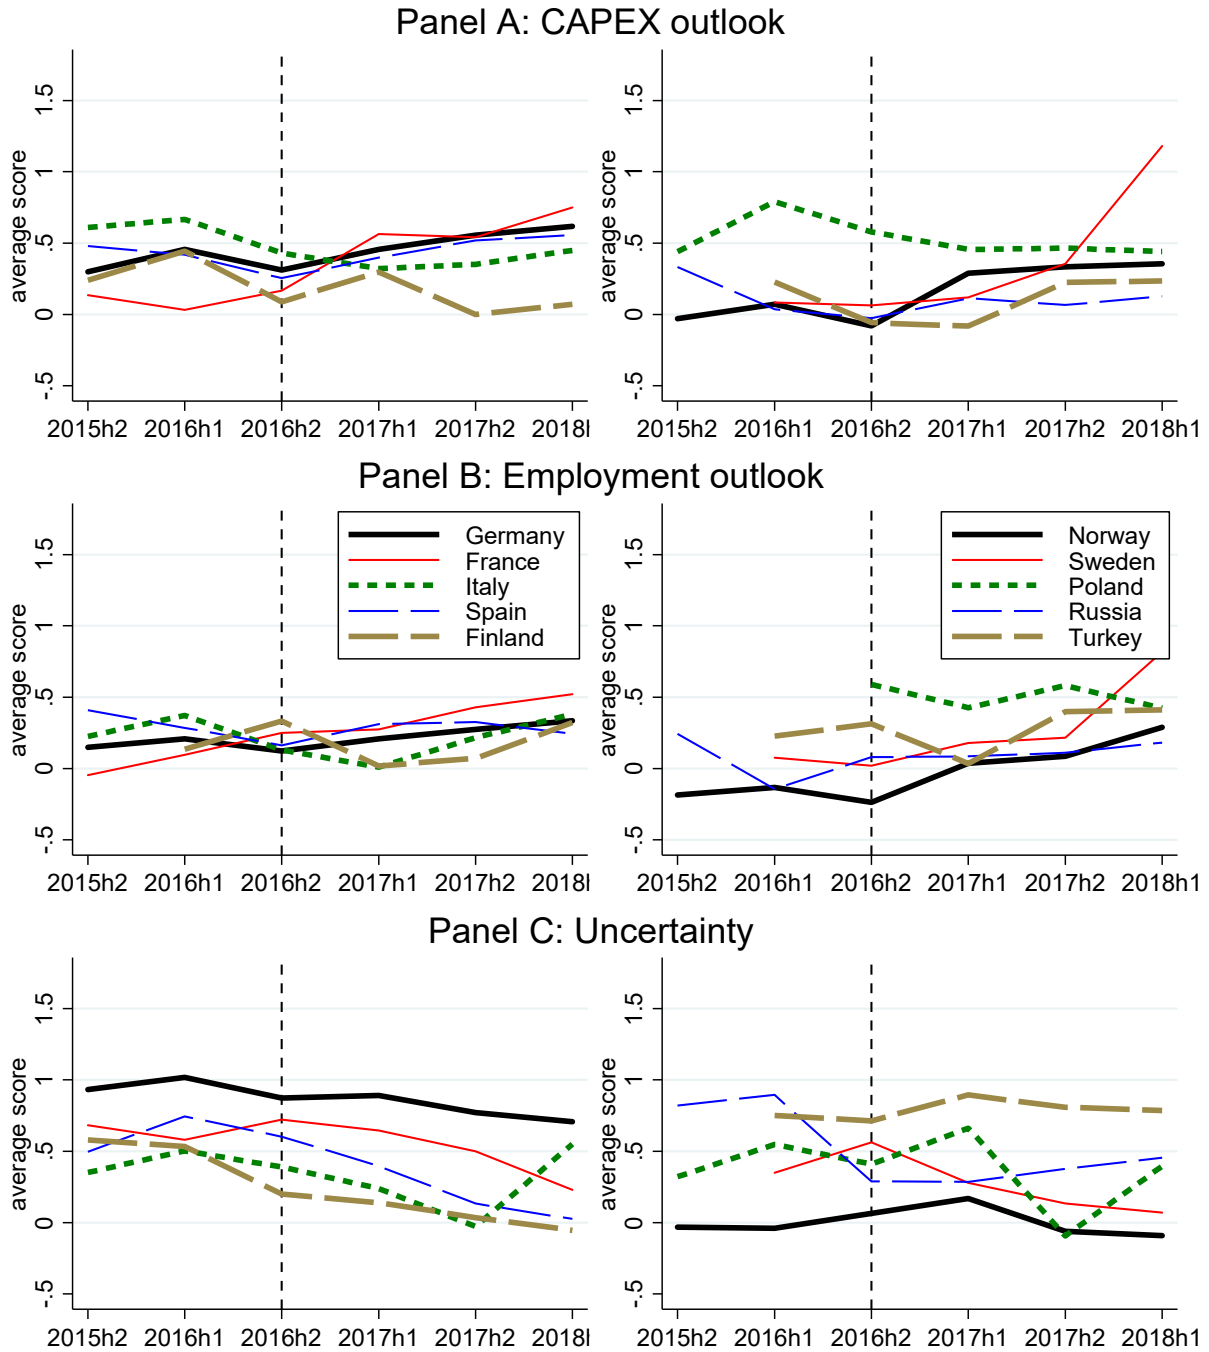 Panel A: CAPEX outlook
average score
1.5
1
.5
0
-.5
2015h2 2016h1 2016h2 2017h1 2017h2 2018h
average score
1.5
1
.5
0
-.5
2015h2 2016h1 2016h2 2017h1 2017h2 2018h1
Panel B: Employment outlook
average score
1.5
1
.5
0
-.5
Germany
France
Italy
Spain
Finland
2015h2 2016h1 2016h2 2017h1 2017h2 2018h
average score
1.5
1
.5
0
-.5
Norway
Sweden
Poland
Russia
Turkey
2015h2 2016h1 2016h2 2017h1 2017h2 2018h1
Panel C: Uncertainty
average score
1.5
1
.5
0
-.5
2015h2 2016h1 2016h2 2017h1 2017h2 2018h
average score
1.5
1
.5
0
-.5
2015h2 2016h1 2016h2 2017h1 2017h2 2018h1